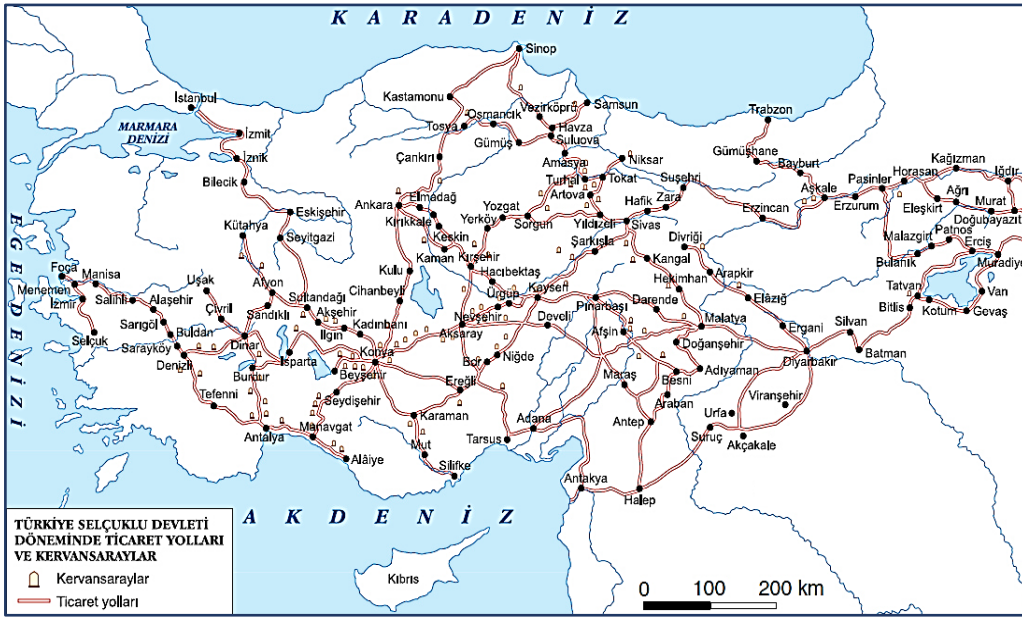 KARADENİZ
Sinop
Kastamonu
İstanbul
Vezirköprü
Samsun
Trabzon
MARMARA
DENİZİ
İzmit
Tosya
Osmancık
Havza
Gümüş
Suluova
İznik
Çankırı
Amasya
Niksar
Gümüşhane
Bayburt
Kağızman
Bilecik
Turhal
Tokat
Suşehri
Aşkale
Pasinler
Horasan
Iğdır
Ankara
Elmadağ
Artova
Hafik
Zara
Erzincan
Erzurum
Eleşkirt
Ağrı
Murat
Eskişehir
Kırıkkale
Yozgat
Yerköy
Sorgun
Yıldızeli
Sivas
Doğubayazıt
Kütahya
Seyitgazi
Keskin
Kaman
Kırşehir
Şarkışla
Divriği
Malazgirt
Patnos
Erciş
Bulanık
Muradiye
EGE DENİZİ
Foça
Manisa
Menemen
İzmir
Uşak
Afyon
Kulu
Hacıbektaş
Kangal
Hekimhan
Arapkir
Elazığ
Tatvan
Van
Salihli
Alaşehir
Çivril
Sandıklı
Sultandağı
Akşehir
Cihanbeyli
Ürgüp
Kayseri
Pınarbaşı
Darende
Malatya
Bitlis
Kotum
Gevaş
Selçuk
Sarıgöl
Buldan
Sarayköy
Denizli
Dinar
Ilgın
Kadınhanı
Nevşehir
Aksaray
Develi
Afşin
Ergani
Silvan
Isparta
Konya
Doğanşehir
Diyarbakır
Batman
Burdur
Beyşehir
Bor
Niğde
Maraş
Besni
Adıyaman
Tefenni
Seydişehir
Ereğli
Araban
Viranşehir
Antalya
Manavgat
Karaman
Adana
Antep
Urfa
Tarsus
Suruç
Akçakale
Alâiye
Mut
Silifke
Antakya
Halep
AKDENİZ
Kıbrıs
TÜRKİYE SELÇUKLU DEVLETİ
DÖNEMİNDE TİCARET YOLLARI
VE KERVANSARAYLAR
Kervansaraylar
Ticaret yolları
0 100 200 km